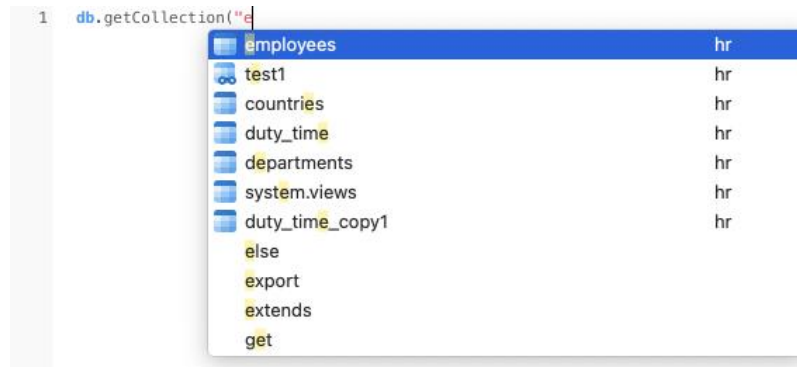 1 db.getCollection("e
employees hr
test1 hr
countries hr
duty_time hr
departments hr
system.views hr
duty_time_copy1 hr
else
export
extends
get